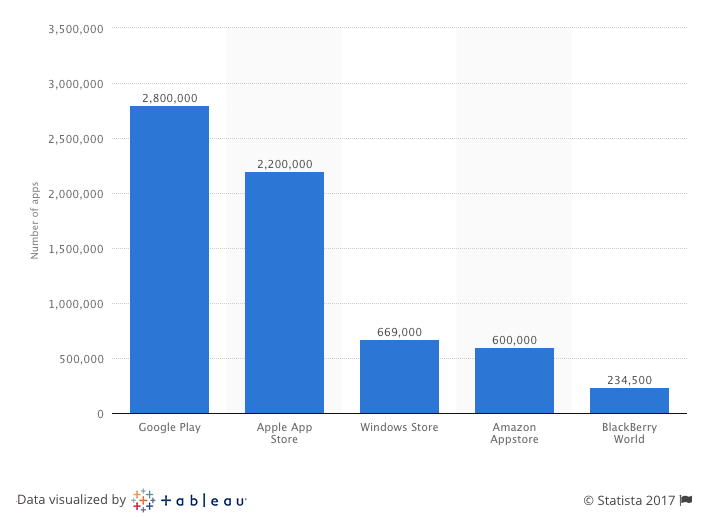 3,500,000
3,000,000
2,500,000
2,000,000
1,500,000
1,000,000
500,000
0
Number of apps
2,800,000
2,200,000
669,000
600,000
234,500
Google Play
Apple App
Store
Windows Store
Amazon
Appstore
BlackBerry
World
Data visualized by +ableau
© Statista 2017